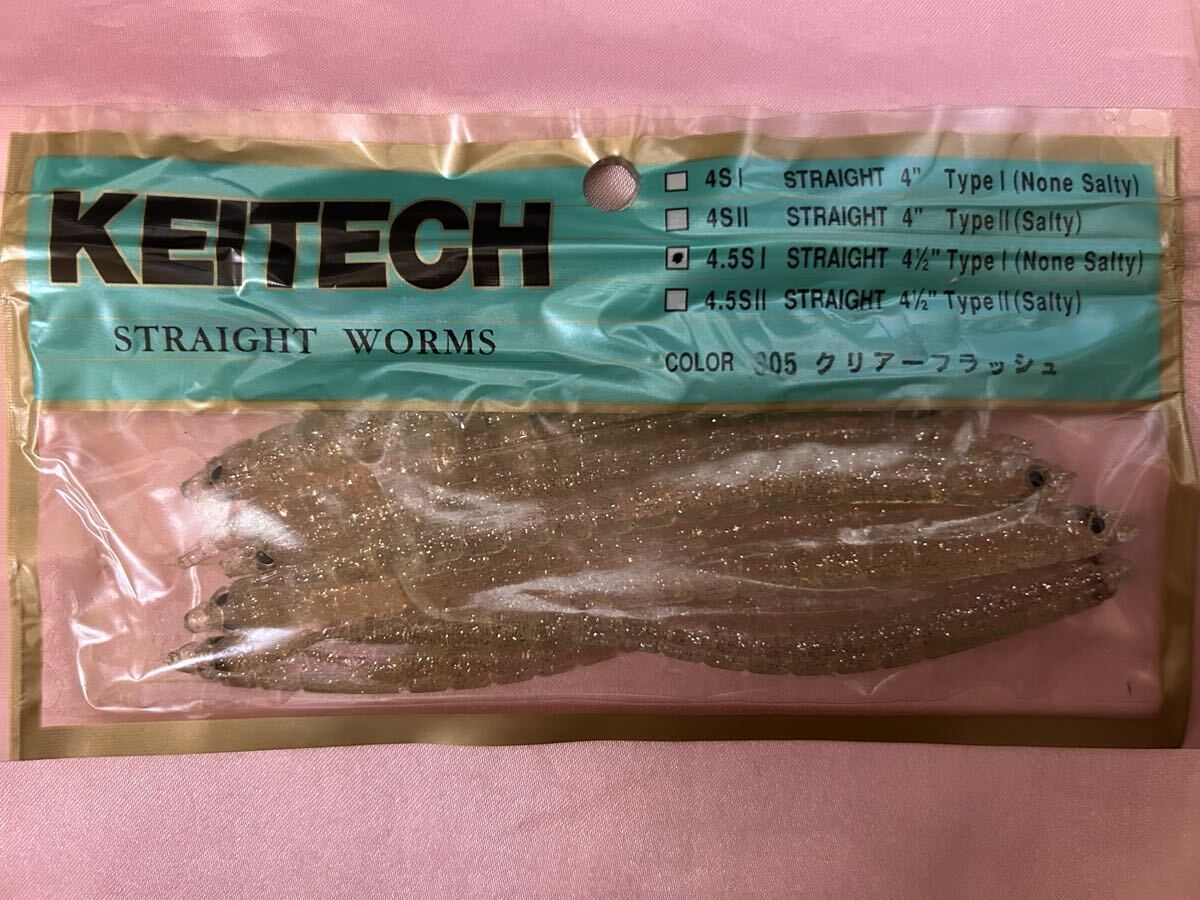 KEITECH
STRAIGHT WORMS
4S I STRAIGHT 4" Type I (None Salty)
4S II STRAIGHT 4" Type II (Salty)
4.5S I STRAIGHT 4½" Type I (None Salty)
4.5S II STRAIGHT 4½" Type II (Salty)
COLOR 305 クリアーフラッシュ